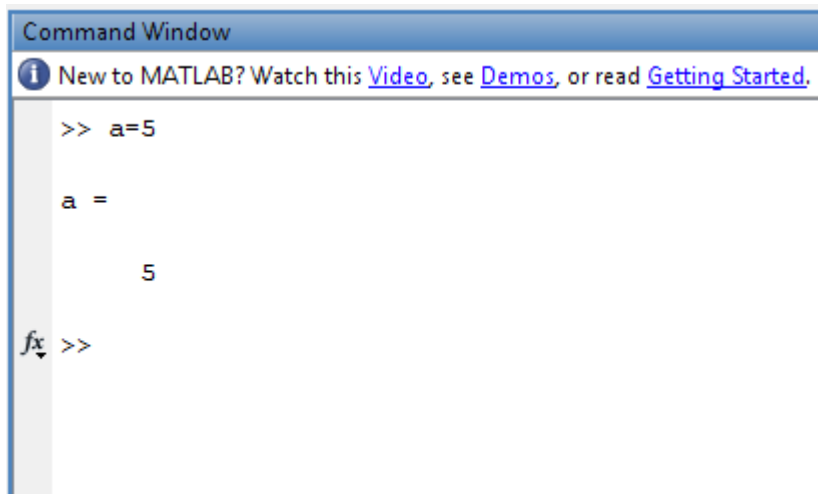 Command Window
New to MATLAB? Watch this Video, see Demos, or read Getting Started.
>> a=5
a =
5
fx >>